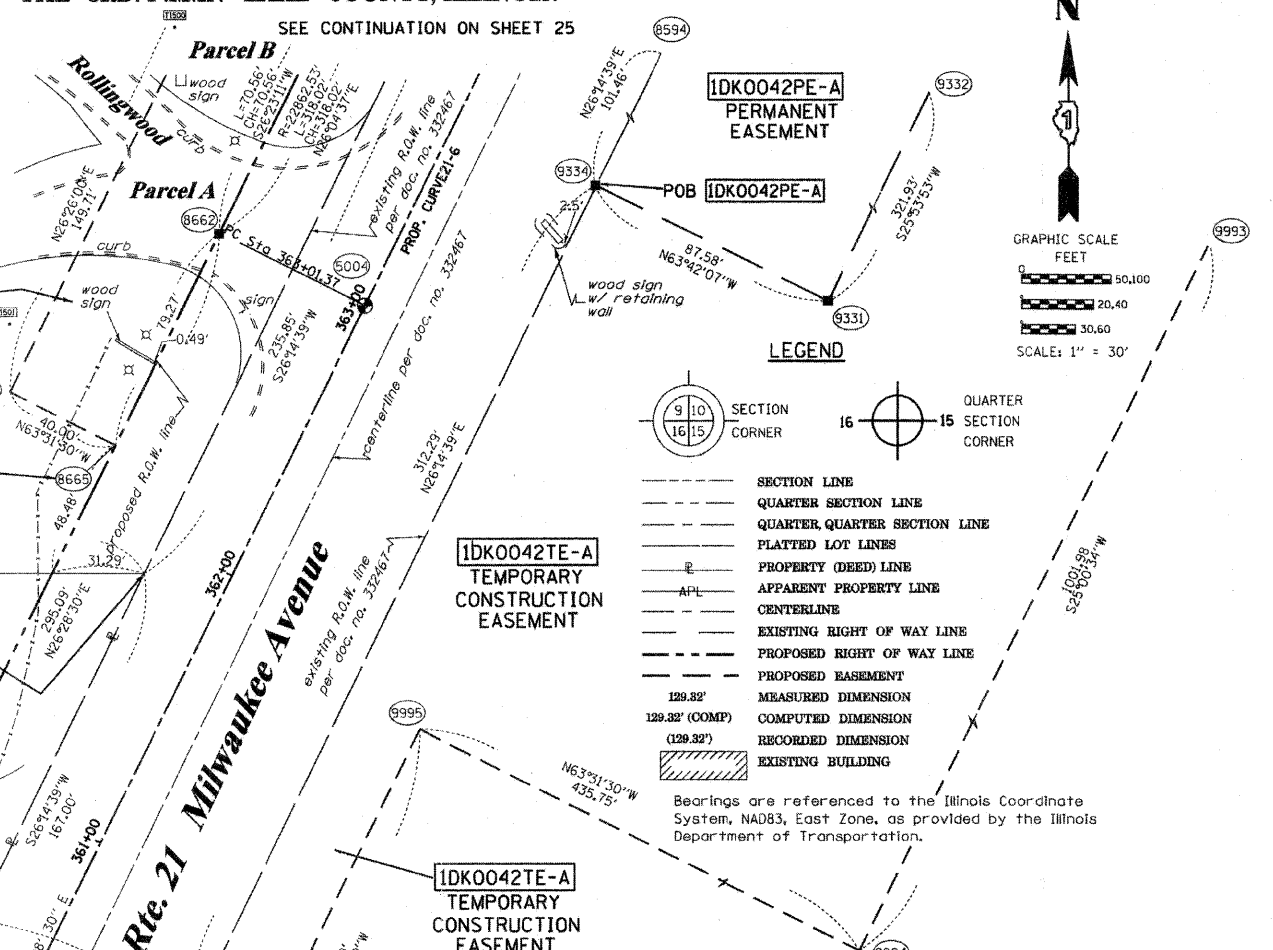 SEE CONTINUATION ON SHEET 25
T1500
Parcel B
Rollingwood
wood
sign
curb
L=70.56'
CH=70.56'
S26°23'11"W
R=22862.53'
L=318.02'
CH=318.02'
N26°04'37"E
existing R.O.W. line
per doc. no. 332467
PROP. CURVE21-6
8594
N26°14'39"E
101.46'
1DK0042PE-A
PERMANENT
EASEMENT
9332
N
1
321.93'
S25°53'53"W
9334
POB 1DK0042PE-A
2.5'
87.58'
N63°42'07"W
9331
wood sign
w/ retaining
wall
9993
GRAPHIC SCALE
FEET
0
50,100
20,40
30,60
SCALE: 1" = 30'
Parcel A
N26°26'00"E
149.71'
8662
PC Sta 363+01.37
5004
363+00
curb
wood
sign
sign
79.27'
0.49'
235.85'
S26°14'39"W
centerline per doc. no. 332467
40.00'
N63°31'30"W
8665
48.48'
proposed R.O.W. line
31.29'
295.09'
N26°28'30"E
362+00
312.29'
N26°14'39"E
LEGEND
9 10
16 15
SECTION
CORNER
16
15
QUARTER
SECTION
CORNER
SECTION LINE
QUARTER SECTION LINE
QUARTER, QUARTER SECTION LINE
PLATTED LOT LINES
PROPERTY (DEED) LINE
APL
APPARENT PROPERTY LINE
CENTERLINE
EXISTING RIGHT OF WAY LINE
PROPOSED RIGHT OF WAY LINE
PROPOSED EASEMENT
129.32'
MEASURED DIMENSION
129.32' (COMP)
COMPUTED DIMENSION
(129.32')
RECORDED DIMENSION
EXISTING BUILDING
Bearings are referenced to the Illinois Coordinate
System, NAD83, East Zone, as provided by the Illinois
Department of Transportation.
1001.98
S25°00'34"W
1DK0042TE-A
TEMPORARY
CONSTRUCTION
EASEMENT
existing R.O.W. line
per doc. no. 332467
Rte. 21 Milwaukee Avenue
9995
N63°31'30"W
435.75'
S26°14'39"W
167.00'
361+00
1DK0042TE-A
TEMPORARY
CONSTRUCTION
EASEMENT